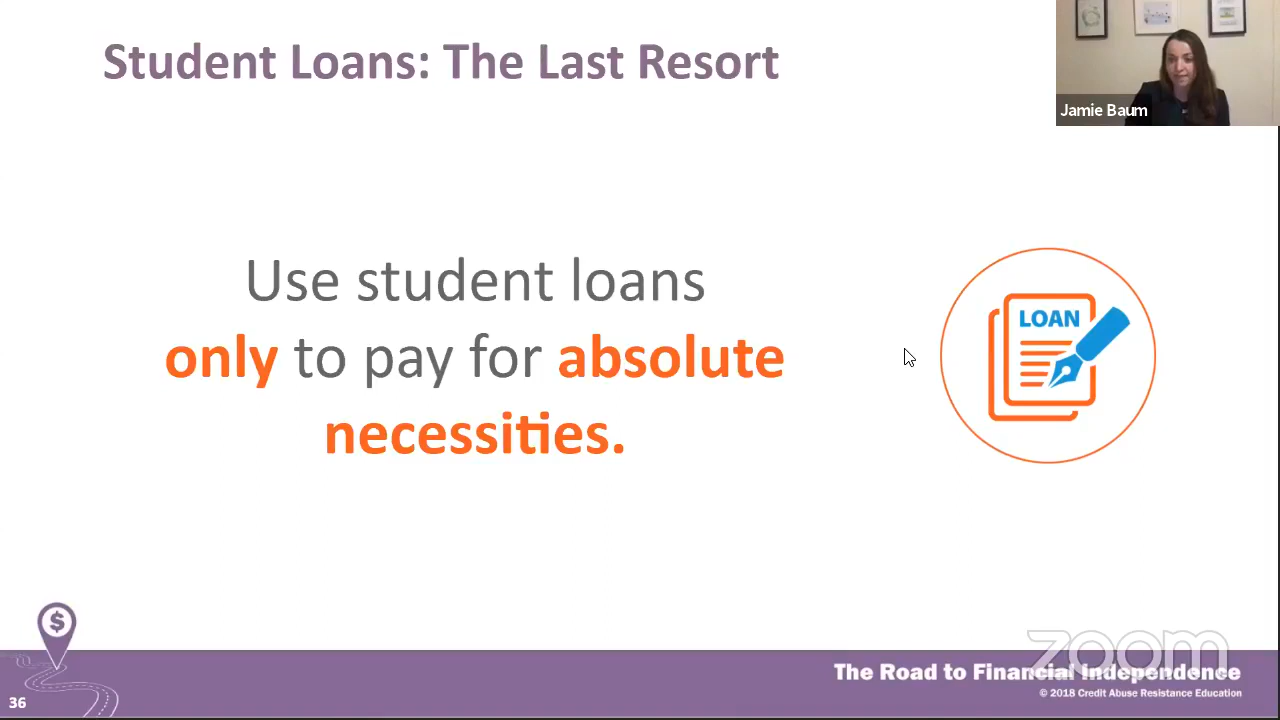 Student Loans: The Last Resort
Jamie Baum
Use student loans
only to pay for absolute
necessities.
LOAN
$
zoom
The Road to Financial Independence
© 2018 Credit Abuse Resistance Education
36